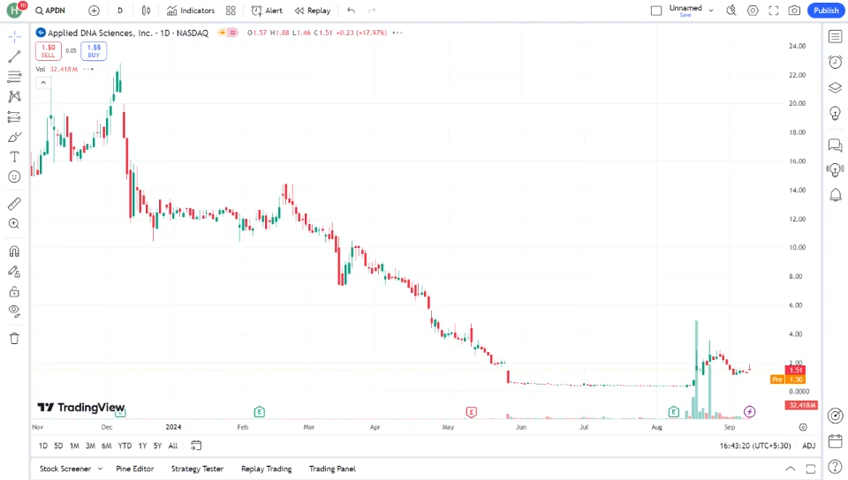 H 10 APDN D Indicators Alert Replay Unnamed Save Publish
Applied DNA Sciences, Inc. · 1D · NASDAQ O1.57 H1.88 L1.46 C1.51 +0.23 (+17.97%)
1.50 SELL 0.05 1.55 BUY
Vol 32.418M
24.00
22.00
20.00
18.00
16.00
14.00
12.00
10.00
8.00
6.00
4.00
2.00
1.51
Pre 1.50
0.0000
32.418M
TradingView
E E E E
Nov Dec 2024 Feb Mar Apr May Jun Jul Aug Sep
1D 5D 1M 3M 6M YTD 1Y 5Y All 16:43:20 (UTC+5:30) ADJ
Stock Screener Pine Editor Strategy Tester Replay Trading Trading Panel